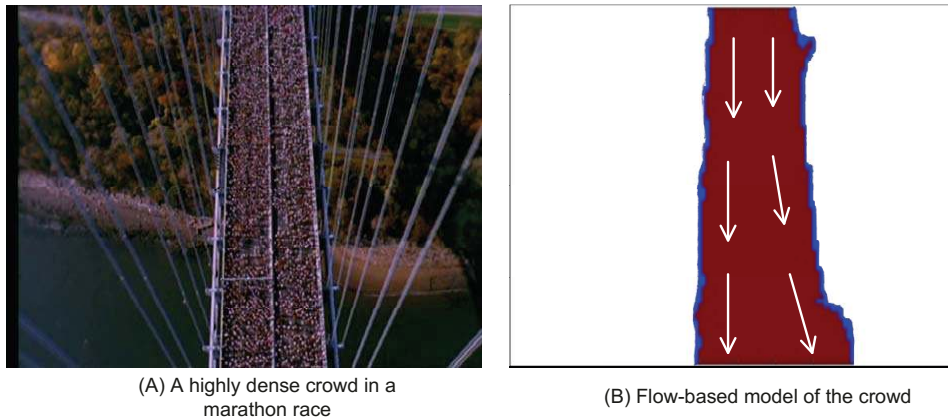 (A) A highly dense crowd in a
marathon race
(B) Flow-based model of the crowd